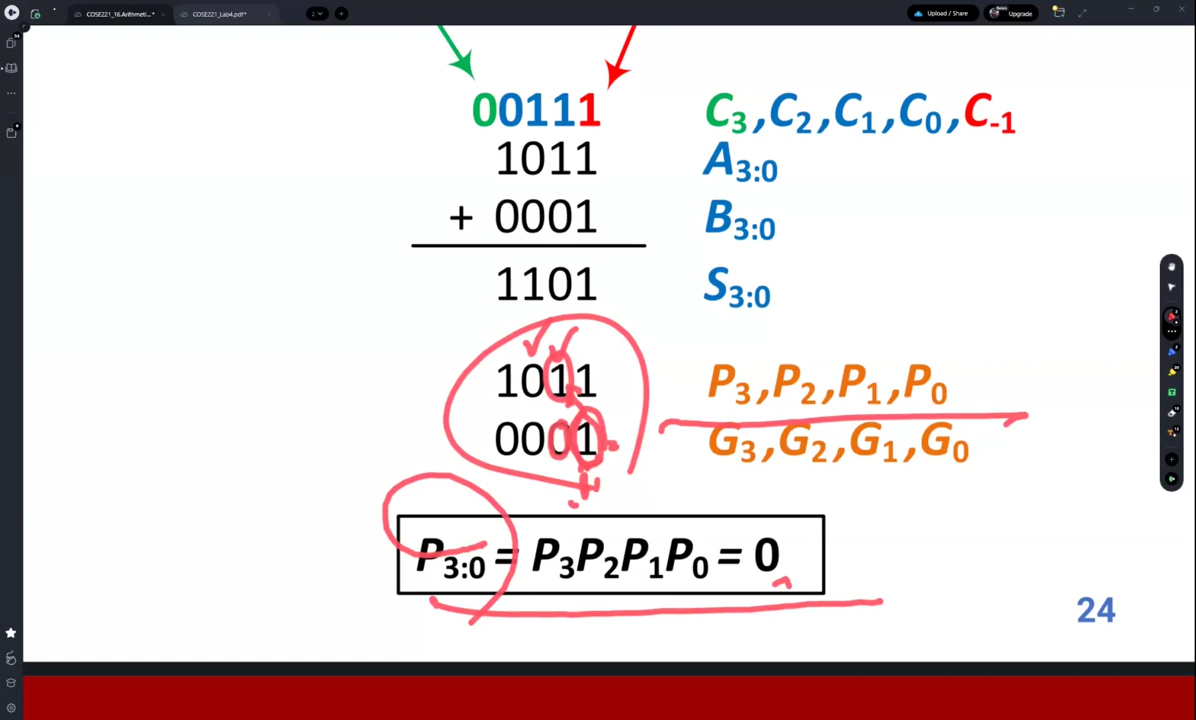 COSE221_16.Arithmeti...* COSE221_Lab4.pdf* 2 Upload / Share Upgrade
00111 C3,C2,C1,C0,C-1
1011 A3:0
+ 0001 B3:0
1101 S3:0
1011 P3,P2,P1,P0
0001 G3,G2,G1,G0
P3:0 = P3P2P1P0 = 0
24